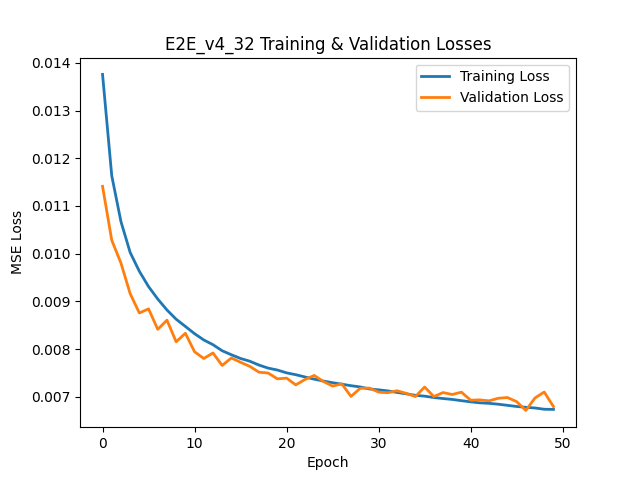 E2E_v4_32 Training & Validation Losses
Training Loss
Validation Loss
MSE Loss
0.014
0.013
0.012
0.011
0.010
0.009
0.008
0.007
0
10
20
30
40
50
Epoch